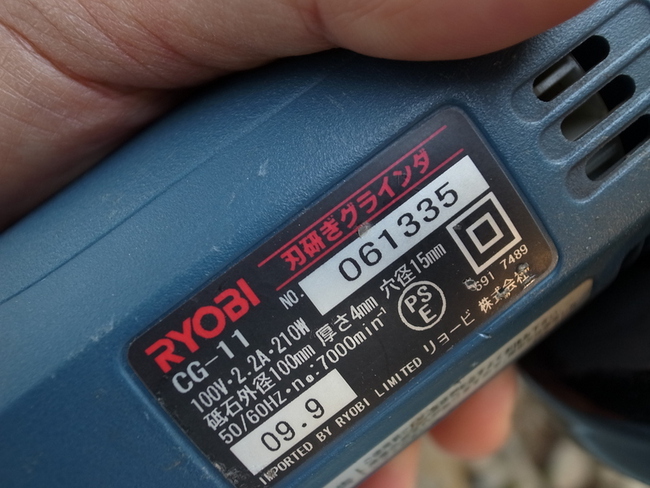 刃研ぎグラインダ
RYOBI NO. 061335
CG-11
100V・2.2A・210W
砥石外径100mm 厚さ4mm 穴径15mm
50/60Hz・n₀・7000min⁻¹
PSE
691 7489
09.9
IMPORTED BY RYOBI LIMITED リョービ 株式会社